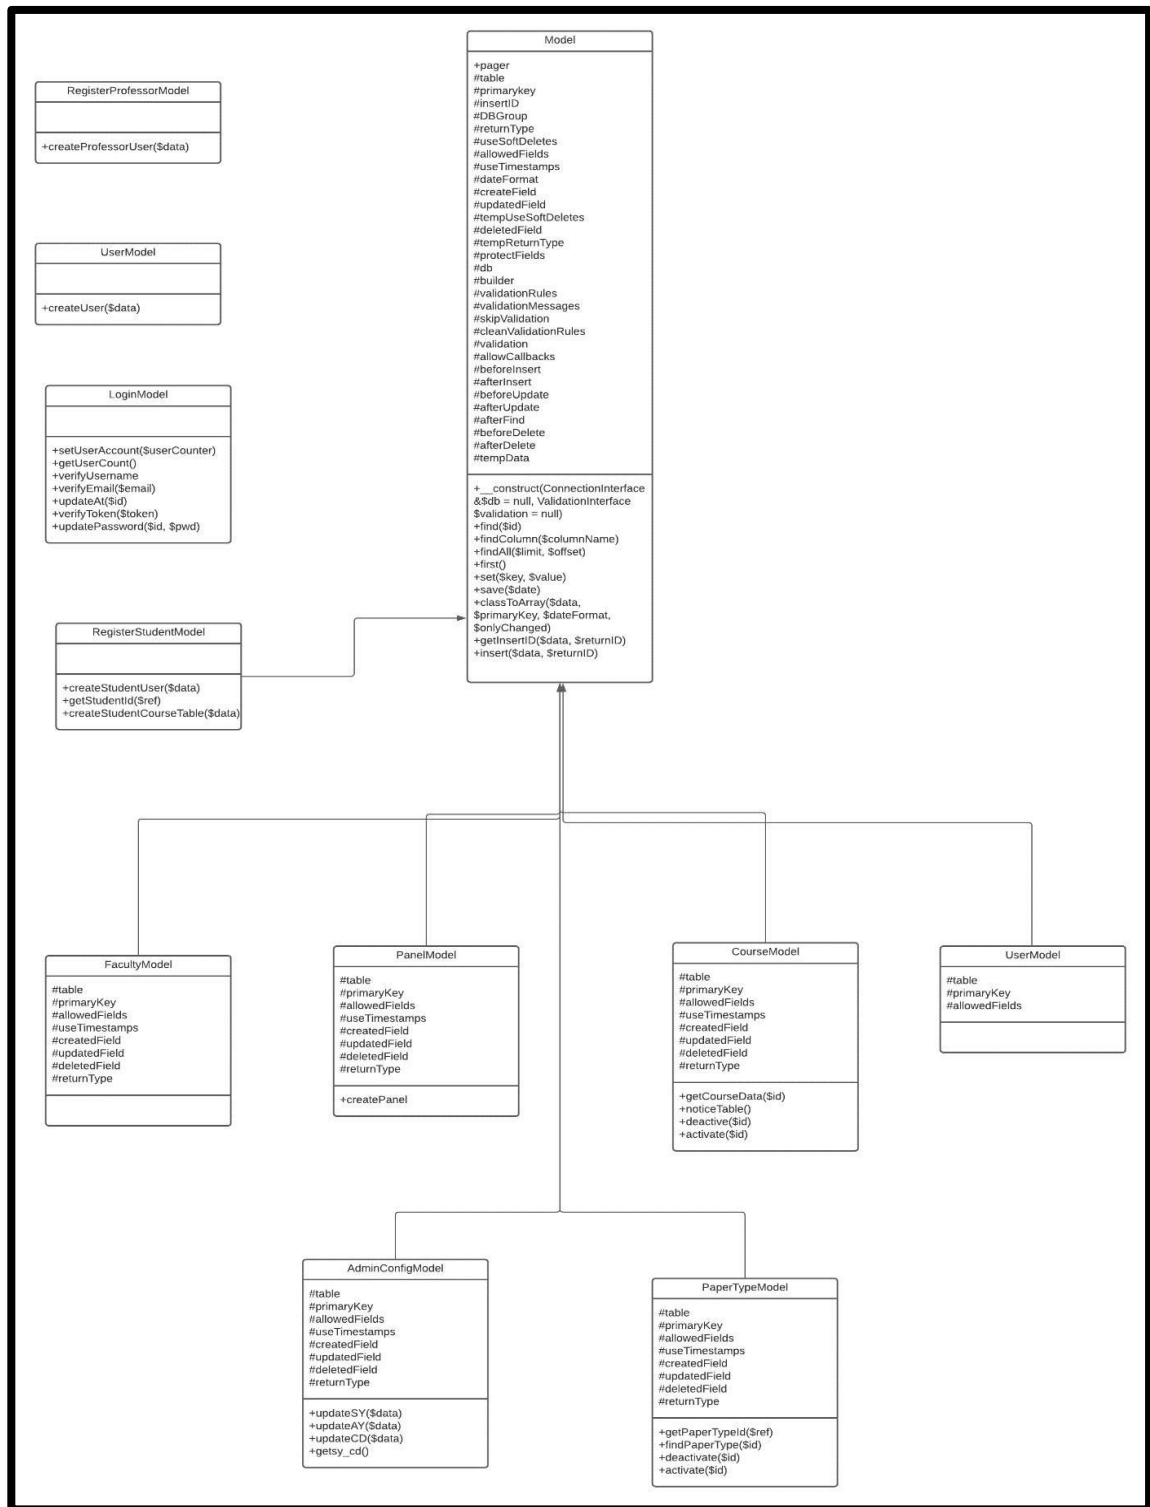 Model
+pager
#table
#primarykey
#insertID
#DBGroup
#returnType
#useSoftDeletes
#allowedFields
#useTimestamps
#dateFormat
#createField
#updatedField
#tempUseSoftDeletes
#deletedField
#tempReturnType
#protectFields
#db
#builder
#validationRules
#validationMessages
#skipValidation
#cleanValidationRules
#validation
#allowCallbacks
#beforeInsert
#afterInsert
#beforeUpdate
#afterUpdate
#afterFind
#beforeDelete
#afterDelete
#tempData
+__construct(ConnectionInterface
&$db = null, ValidationInterface
$validation = null)
+find($id)
+findColumn($columnName)
+findAll($limit, $offset)
+first()
+set($key, $value)
+save($date)
+classToArray($data,
$primaryKey, $dateFormat,
$onlyChanged)
+getInsertID($data, $returnID)
+insert($data, $returnID)
RegisterProfessorModel
+createProfessorUser($data)
UserModel
+createUser($data)
LoginModel
+setUserAccount($userCounter)
+getUserCount()
+verifyUsername
+verifyEmail($email)
+updateAt($id)
+verifyToken($token)
+updatePassword($id, $pwd)
RegisterStudentModel
+createStudentUser($data)
+getStudentId($ref)
+createStudentCourseTable($data)
FacultyModel
#table
#primaryKey
#allowedFields
#useTimestamps
#createdField
#updatedField
#deletedField
#returnType
PanelModel
#table
#primaryKey
#allowedFields
#useTimestamps
#createdField
#updatedField
#deletedField
#returnType
+createPanel
CourseModel
#table
#primaryKey
#allowedFields
#useTimestamps
#createdField
#updatedField
#deletedField
#returnType
+getCourseData($id)
+noticeTable()
+deactive($id)
+activate($id)
UserModel
#table
#primaryKey
#allowedFields
AdminConfigModel
#table
#primaryKey
#allowedFields
#useTimestamps
#createdField
#updatedField
#deletedField
#returnType
+updateSY($data)
+updateAY($data)
+updateCD($data)
+getsy_cd()
PaperTypeModel
#table
#primaryKey
#allowedFields
#useTimestamps
#createdField
#updatedField
#deletedField
#returnType
+getPaperTypeId($ref)
+findPaperType($id)
+deactivate($id)
+activate($id)